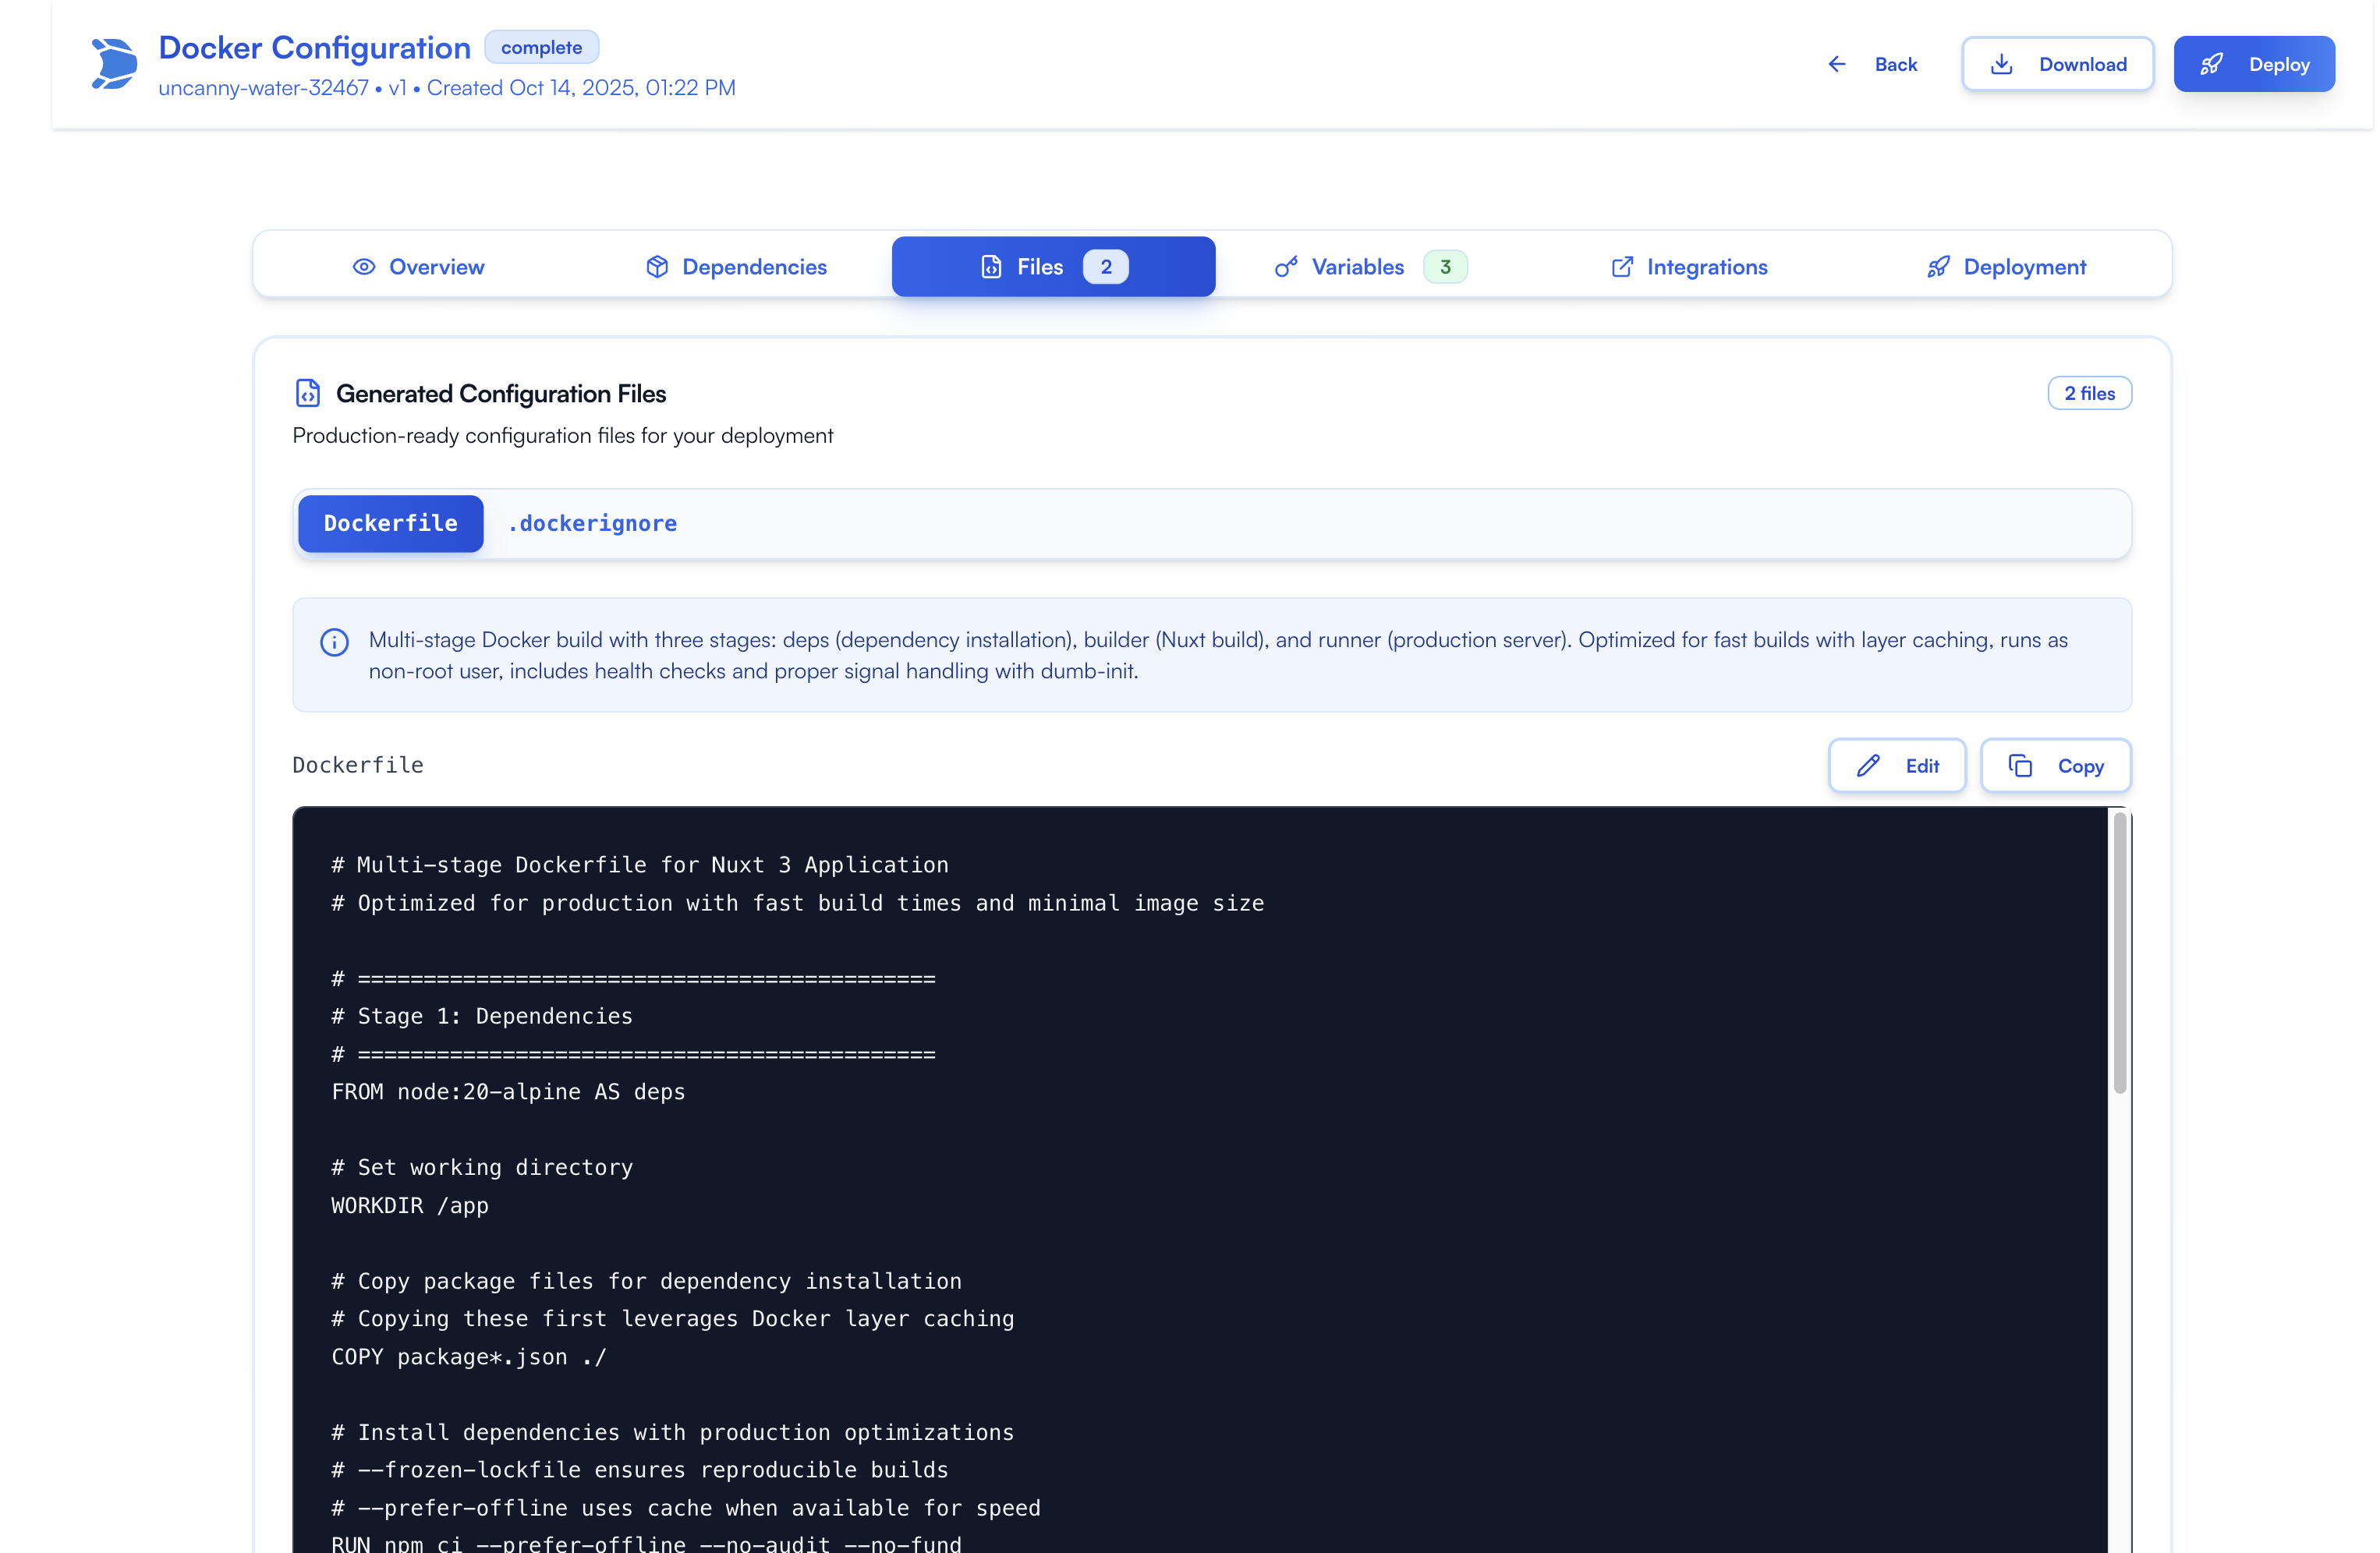 Docker Configuration complete
uncanny-water-32467 • v1 • Created Oct 14, 2025, 01:22 PM
Back
Download
Deploy
Overview
Dependencies
Files 2
Variables 3
Integrations
Deployment
Generated Configuration Files
2 files
Production-ready configuration files for your deployment
Dockerfile
.dockerignore
Multi-stage Docker build with three stages: deps (dependency installation), builder (Nuxt build), and runner (production server). Optimized for fast builds with layer caching, runs as
non-root user, includes health checks and proper signal handling with dumb-init.
Dockerfile
Edit
Copy
# Multi-stage Dockerfile for Nuxt 3 Application
# Optimized for production with fast build times and minimal image size
# ============================================
# Stage 1: Dependencies
# ============================================
FROM node:20-alpine AS deps
# Set working directory
WORKDIR /app
# Copy package files for dependency installation
# Copying these first leverages Docker layer caching
COPY package*.json ./
# Install dependencies with production optimizations
# --frozen-lockfile ensures reproducible builds
# --prefer-offline uses cache when available for speed
RUN npm ci --prefer-offline --no-audit --no-fund